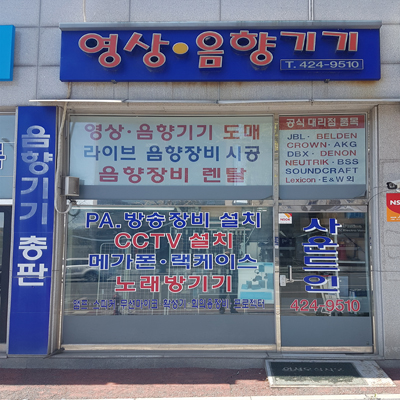 영상·음향기기
T. 424-9510
음향기기 총판
영상·음향기기 도매
라이브 음향장비 시공
음향장비 렌탈
공식 대리점 품목
JBL· BELDEN
CROWN· AKG
DBX· DENON
NEUTRIK· BSS
SOUNDCRAFT
Lexicon· E&W 외
PA. 방송장비 설치
CCTV 설치
메가폰·랙케이스
노래방기기
사운드인
424-9510